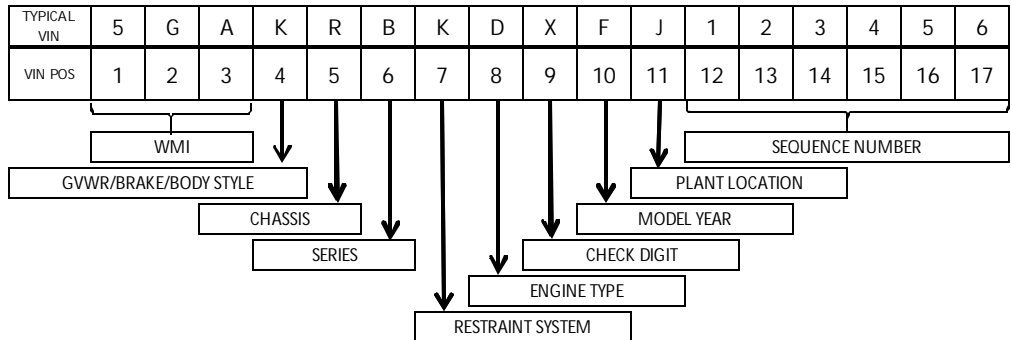 TYPICAL VIN 5 G A K R B K D X F J 1 2 3 4 5 6
VIN POS 1 2 3 4 5 6 7 8 9 10 11 12 13 14 15 16 17
WMI SEQUENCE NUMBER
GVWR/BRAKE/BODY STYLE PLANT LOCATION
CHASSIS MODEL YEAR
SERIES CHECK DIGIT
ENGINE TYPE
RESTRAINT SYSTEM